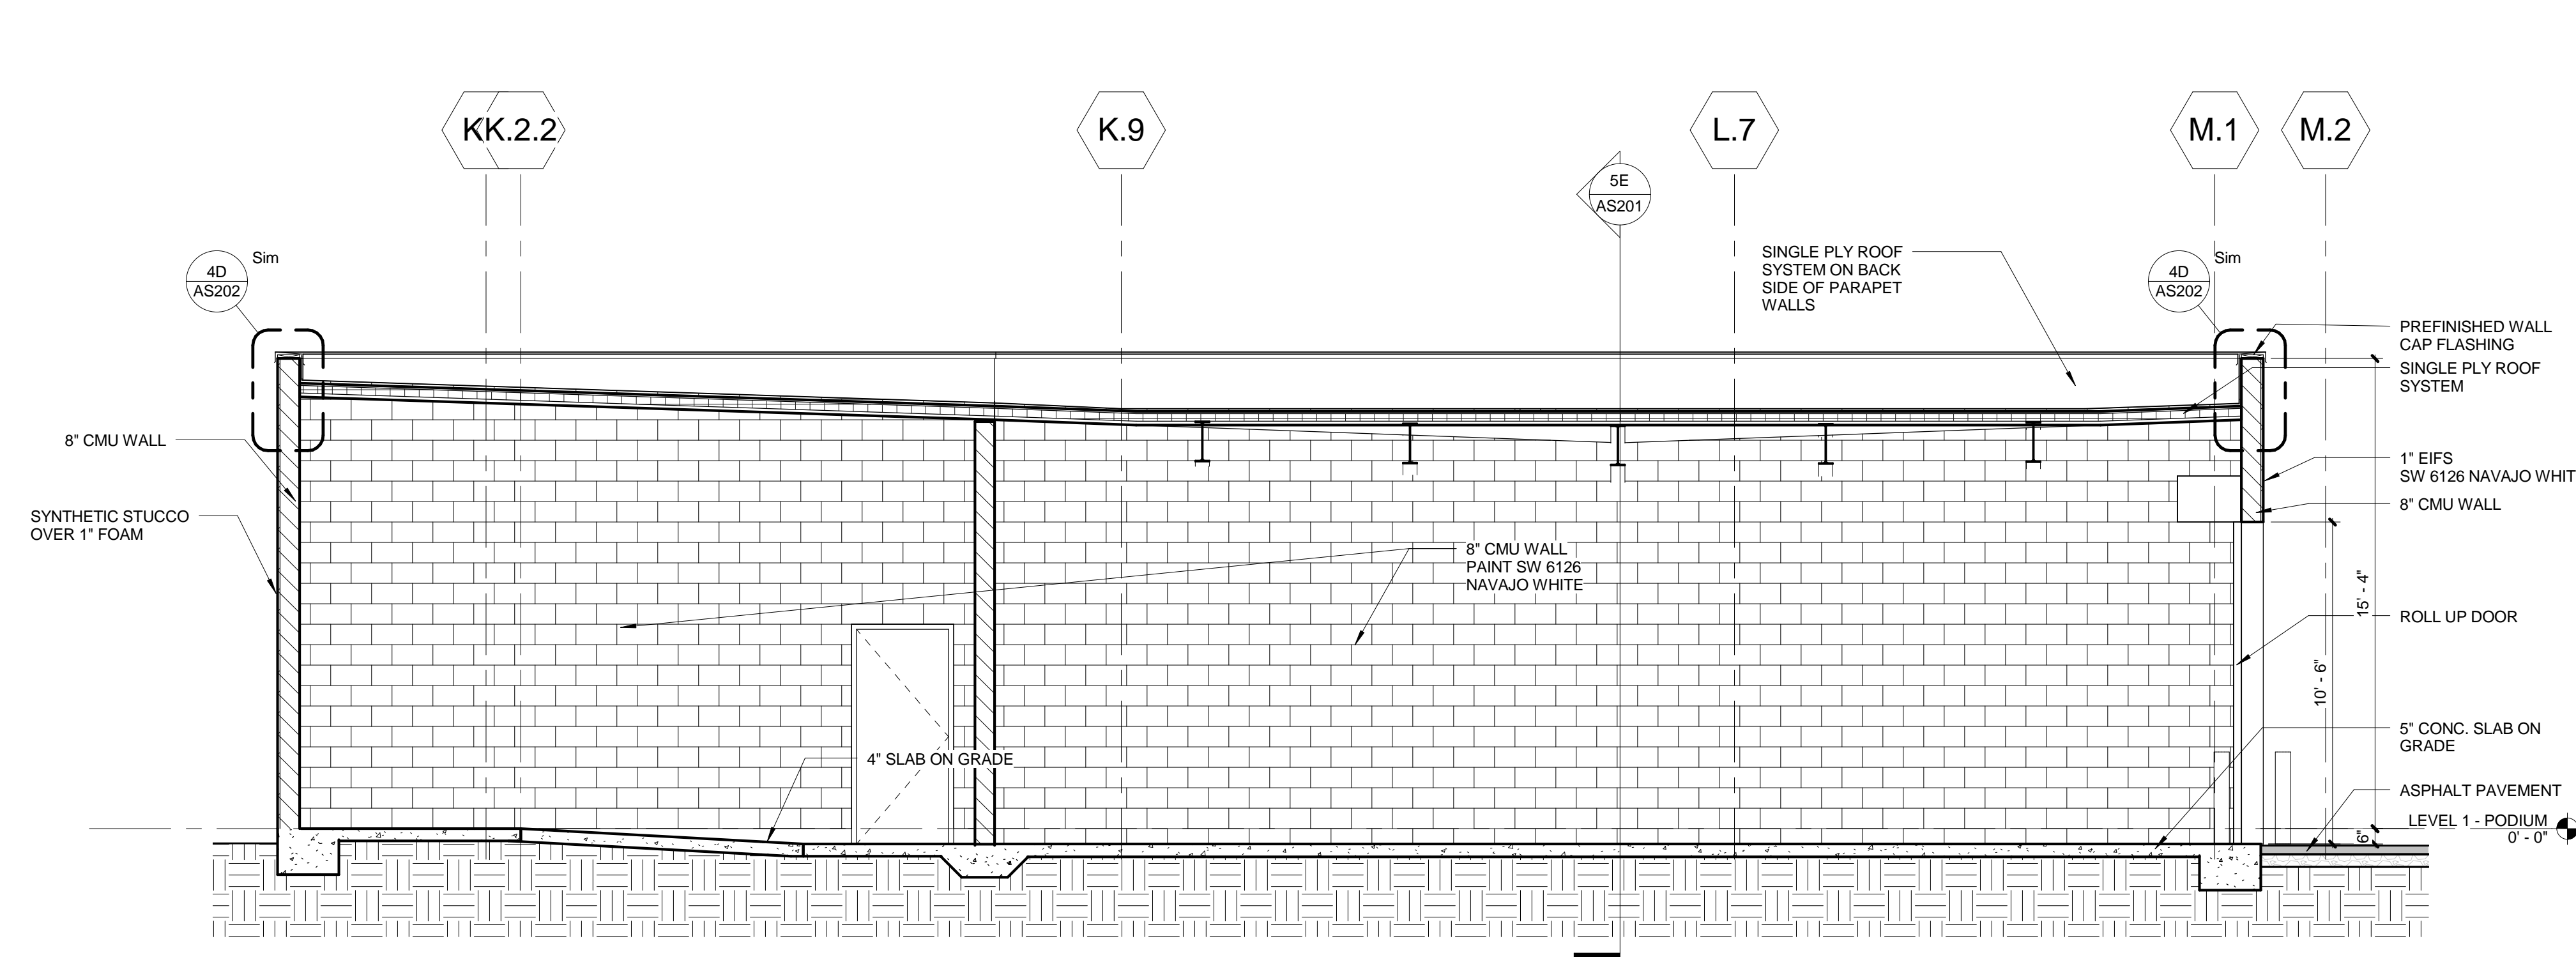 KK.2.2
K.9
L.7
M.1
M.2
5E
AS201
4D
AS202
Sim
SINGLE PLY ROOF
SYSTEM ON BACK
SIDE OF PARAPET
WALLS
4D
AS202
Sim
PREFINISHED WALL
CAP FLASHING
SINGLE PLY ROOF
SYSTEM
8" CMU WALL
1" EIFS
SW 6126 NAVAJO WHIT
8" CMU WALL
SYNTHETIC STUCCO
OVER 1" FOAM
8" CMU WALL
PAINT SW 6126
NAVAJO WHITE
15' - 4"
ROLL UP DOOR
10' - 6"
5" CONC. SLAB ON
GRADE
4" SLAB ON GRADE
ASPHALT PAVEMENT
LEVEL 1 - PODIUM
0' - 0"
6"